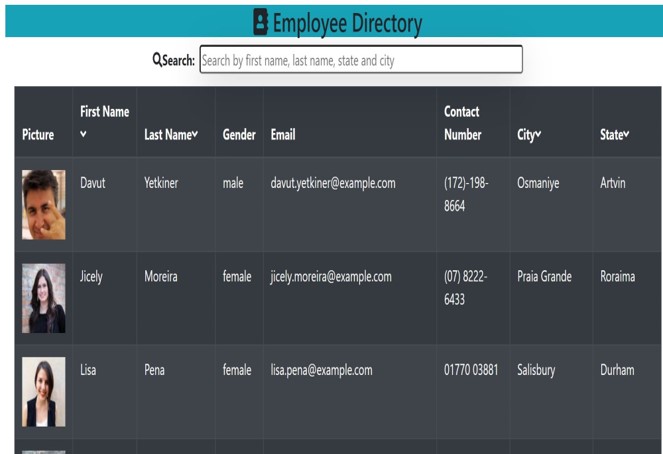 Employee Directory
Search: Search by first name, last name, state and city
Picture First Name Last Name Gender Email Contact Number City State
Davut Yetkiner male davut.yetkiner@example.com (172)-198-8664 Osmaniye Artvin
Jicely Moreira female jicely.moreira@example.com (07) 8222-6433 Praia Grande Roraima
Lisa Pena female lisa.pena@example.com 01770 03881 Salisbury Durham